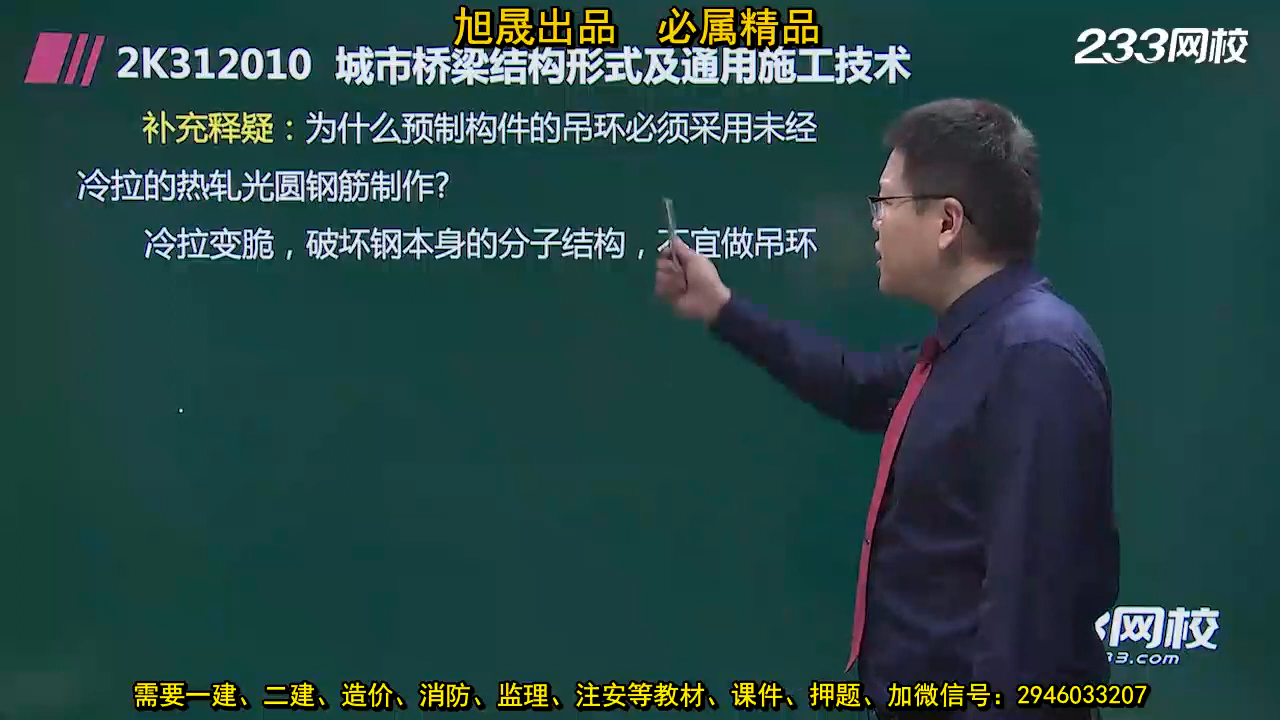 旭晟出品 必属精品
233网校
2K312010 城市桥梁结构形式及通用施工技术
补充释疑：为什么预制构件的吊环必须采用未经
冷拉的热轧光圆钢筋制作?
冷拉变脆，破坏钢本身的分子结构，不宜做吊环
网校
33.com
需要一建、二建、造价、消防、监理、注安等教材、课件、押题、加微信号：2946033207